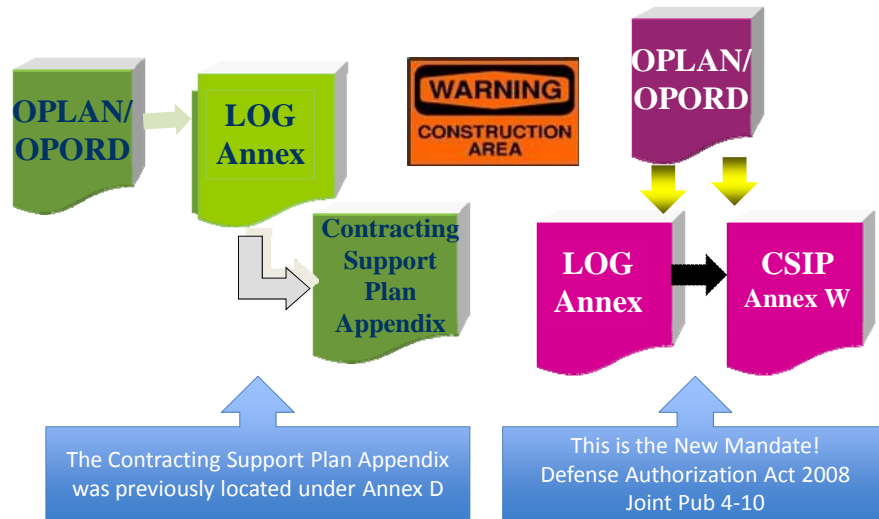 OPLAN/
OPORD
LOG
Annex
Contracting
Support
Plan
Appendix
WARNING
CONSTRUCTION
AREA
OPLAN/
OPORD
LOG
Annex
CSIP
Annex W
The Contracting Support Plan Appendix
was previously located under Annex D
This is the New Mandate!
Defense Authorization Act 2008
Joint Pub 4-10